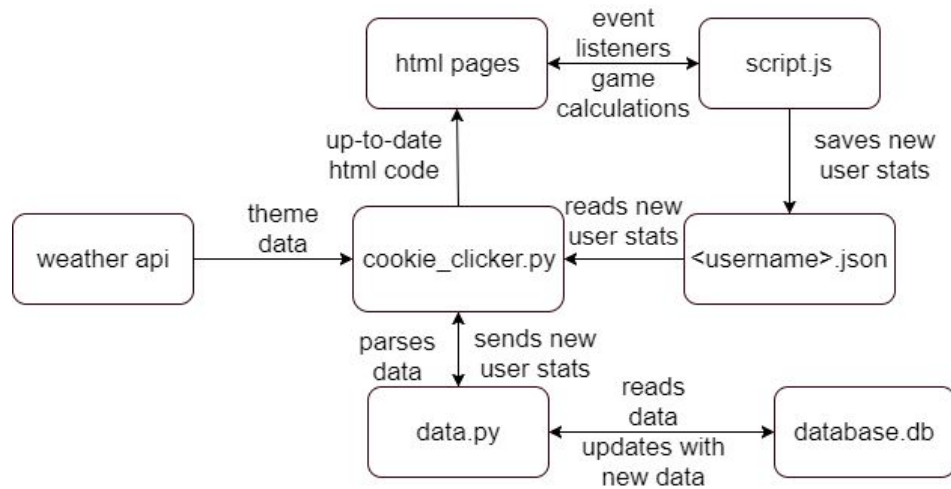 event
listeners
html pages
script.js
game
calculations
up-to-date
html code
saves new
user stats
theme
data
reads new
user stats
weather api
cookie_clicker.py
<username>.json
parses
data
sends new
user stats
reads
data
data.py
database.db
updates with
new data